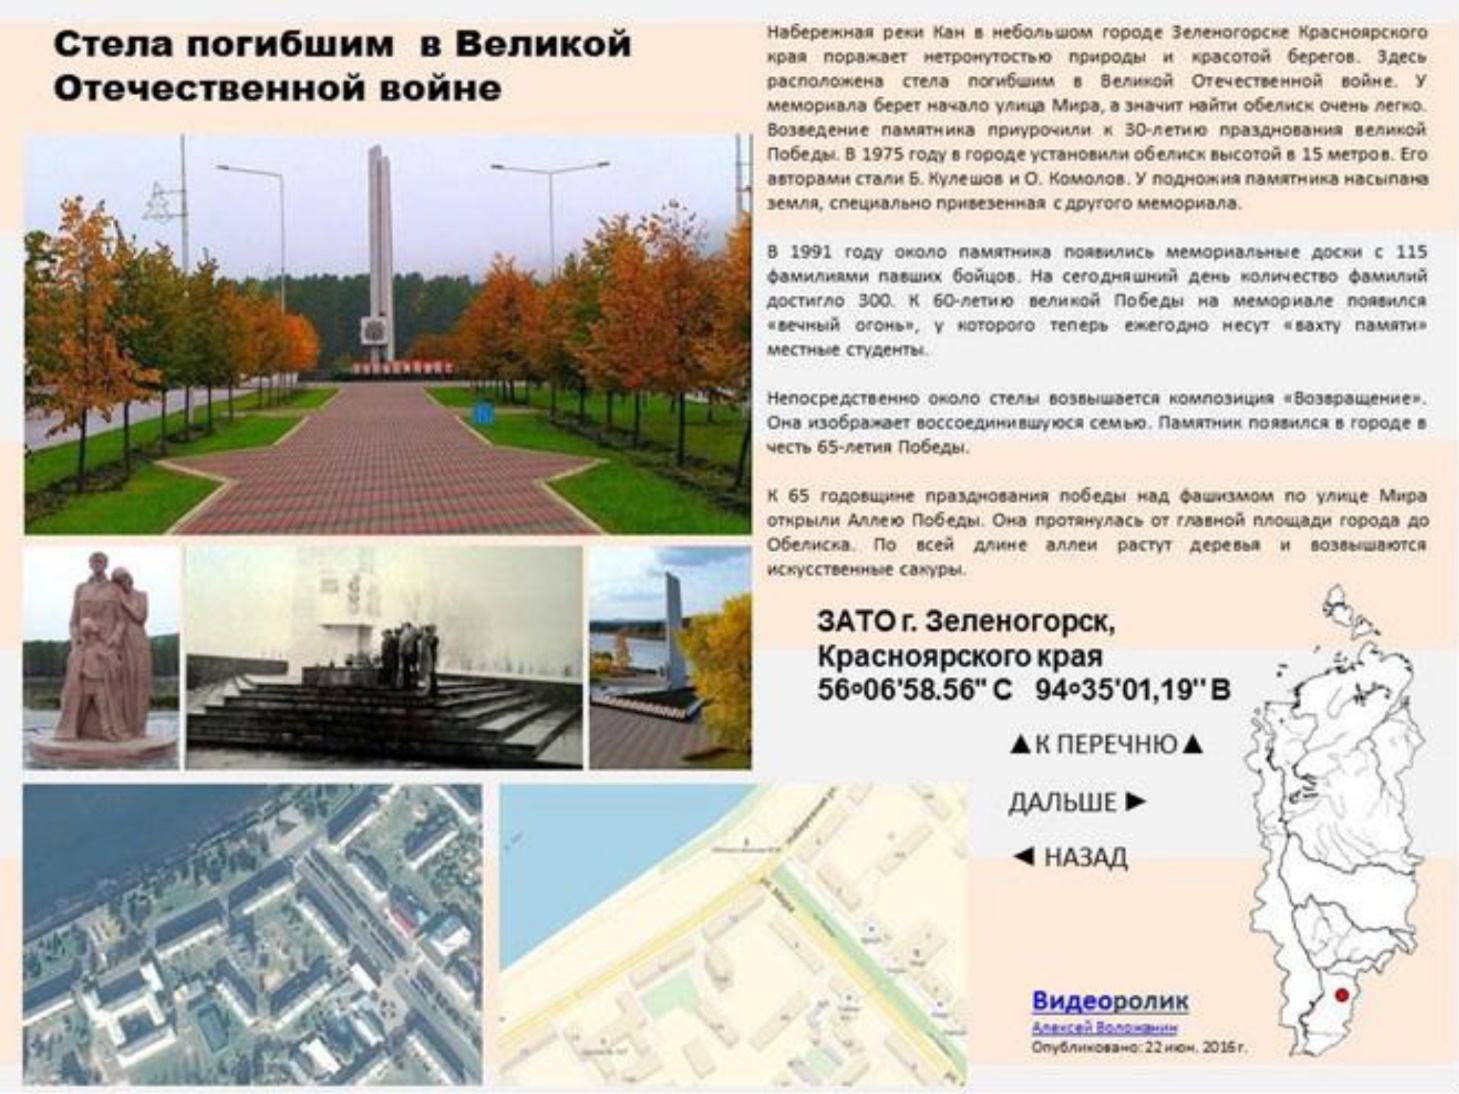 Стела погибшим в Великой
Отечественной войне
Набережная реки Кан в небольшом городе Зеленогорске Красноярского
края поражает нетронутостью природы и красотой берегов. Здесь
расположена стела погибшим в Великой Отечественной войне. У
мемориала берет начало улица Мира, а значит найти обелиск очень легко.
Возведение памятника приурочили к 30-летию празднования великой
Победы. В 1975 году в городе установили обелиск высотой в 15 метров. Его
авторами стали Б. Кулешов и О. Комолов. У подножия памятника насыпана
земля, специально привезенная с другого мемориала.
В 1991 году около памятника появились мемориальные доски с 115
фамилиями павших бойцов. На сегодняшний день количество фамилий
достигло 300. К 60-летию великой Победы на мемориале появился
«вечный огонь», у которого теперь ежегодно несут «вахту памяти»
местные студенты.
Непосредственно около стелы возвышается композиция «Возвращение».
Она изображает воссоединившуюся семью. Памятник появился в городе в
честь 65-летия Победы.
К 65 годовщине празднования победы над фашизмом по улице Мира
открыли Аллею Победы. Она протянулась от главной площади города до
Обелиска. По всей длине аллеи растут деревья и возвышаются
искусственные сакуры.
ЗАТО г. Зеленогорск,
Красноярского края
56о06'58.56" С 94о35'01,19'' В
▲К ПЕРЕЧНЮ▲
ДАЛЬШЕ ►
◄ НАЗАД
Видеоролик
Алексей Воложанин
Опубликовано: 22 июн. 2016 г.
ул. Мира